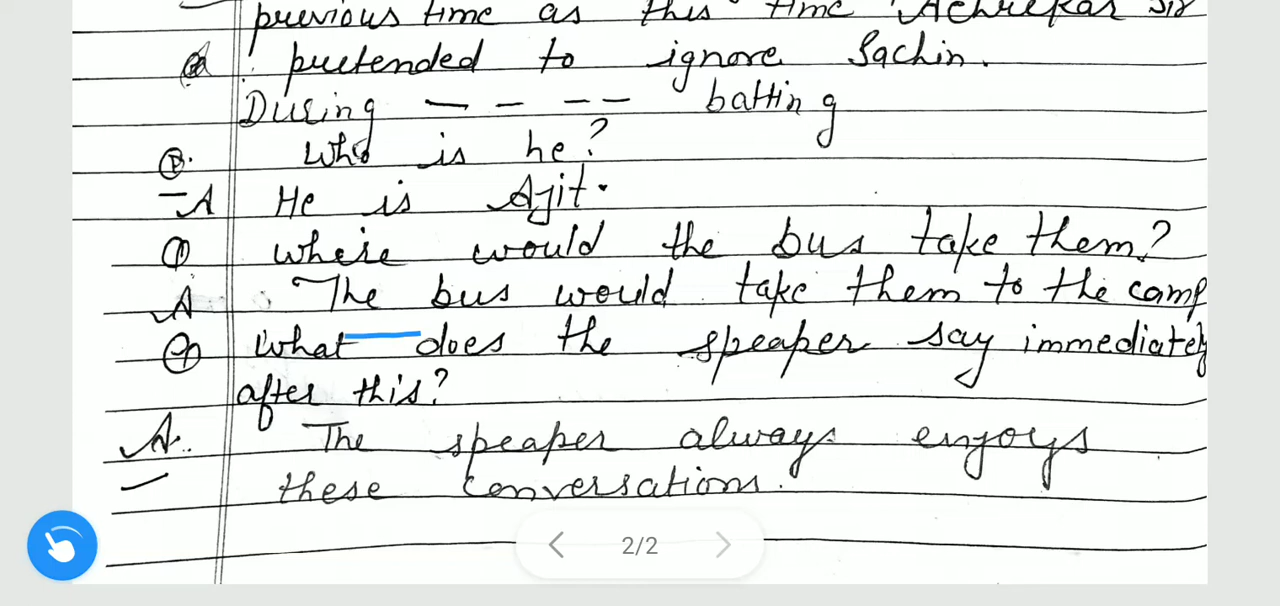 previous time as this time 'Achrekar Sir
pretended to ignore Sachin.
During — - — — batting
Q. Who is he?
A He is Ajit.
Q where would the bus take them?
A The bus would take them to the camp
Q What does the speaper say immediately
after this?
A. The speaper always enjoys
these conversations.
2/2